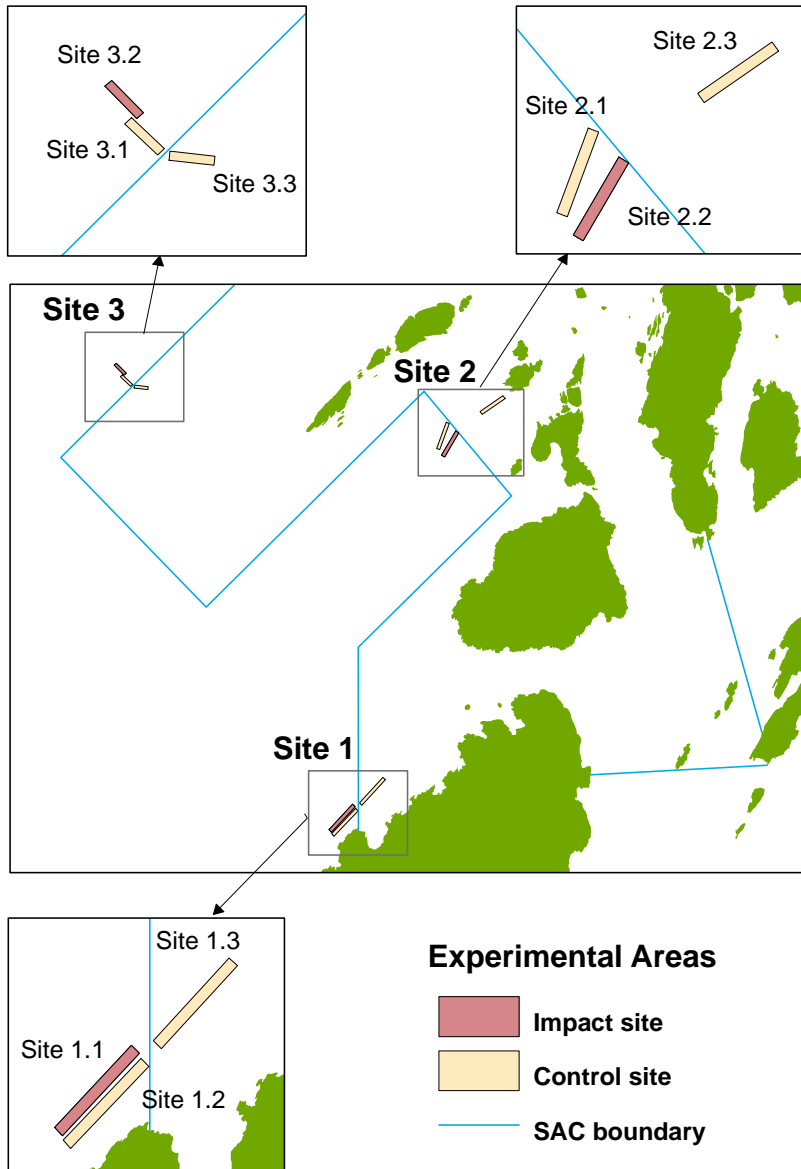 Site 3.2
Site 3.1
Site 3.3
Site 2.3
Site 2.1
Site 2.2
Site 3
Site 2
Site 1
Site 1.3
Site 1.1
Site 1.2
Experimental Areas
Impact site
Control site
SAC boundary